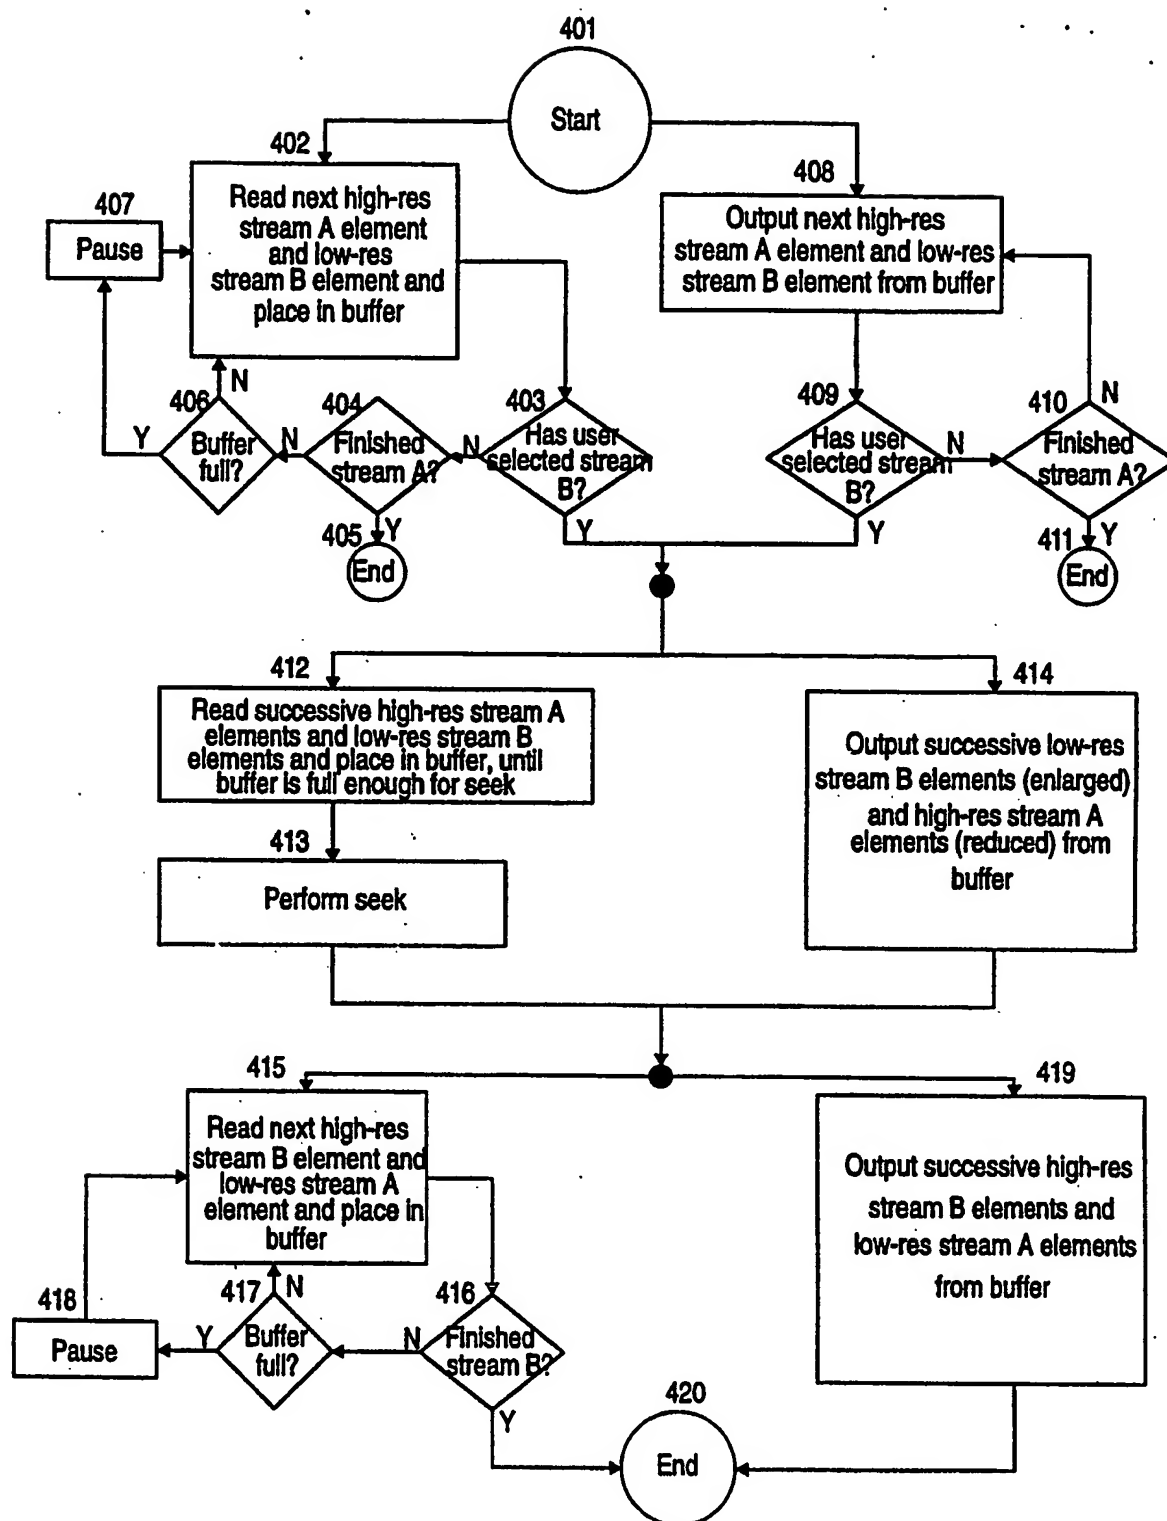 401
Start
402
Read next high-res
stream A element
and low-res
stream B element and
place in buffer
407
Pause
408
Output next high-res
stream A element and low-res
stream B element from buffer
N
406
Buffer
full?
Y
N
404
Finished
stream A?
N
403
Has user
selected stream
B?
Y
405
Y
End
409
Has user
selected stream
B?
N
Y
410
N
Finished
stream A?
411
Y
End
412
Read successive high-res stream A
elements and low-res stream B
elements and place in buffer, until
buffer is full enough for seek
413
Perform seek
414
Output successive low-res
stream B elements (enlarged)
and high-res stream A
elements (reduced) from
buffer
415
Read next high-res
stream B element and
low-res stream A
element and place in
buffer
419
Output successive high-res
stream B elements and
low-res stream A elements
from buffer
418
Pause
Y
417
N
Buffer
full?
N
416
Finished
stream B?
Y
420
End